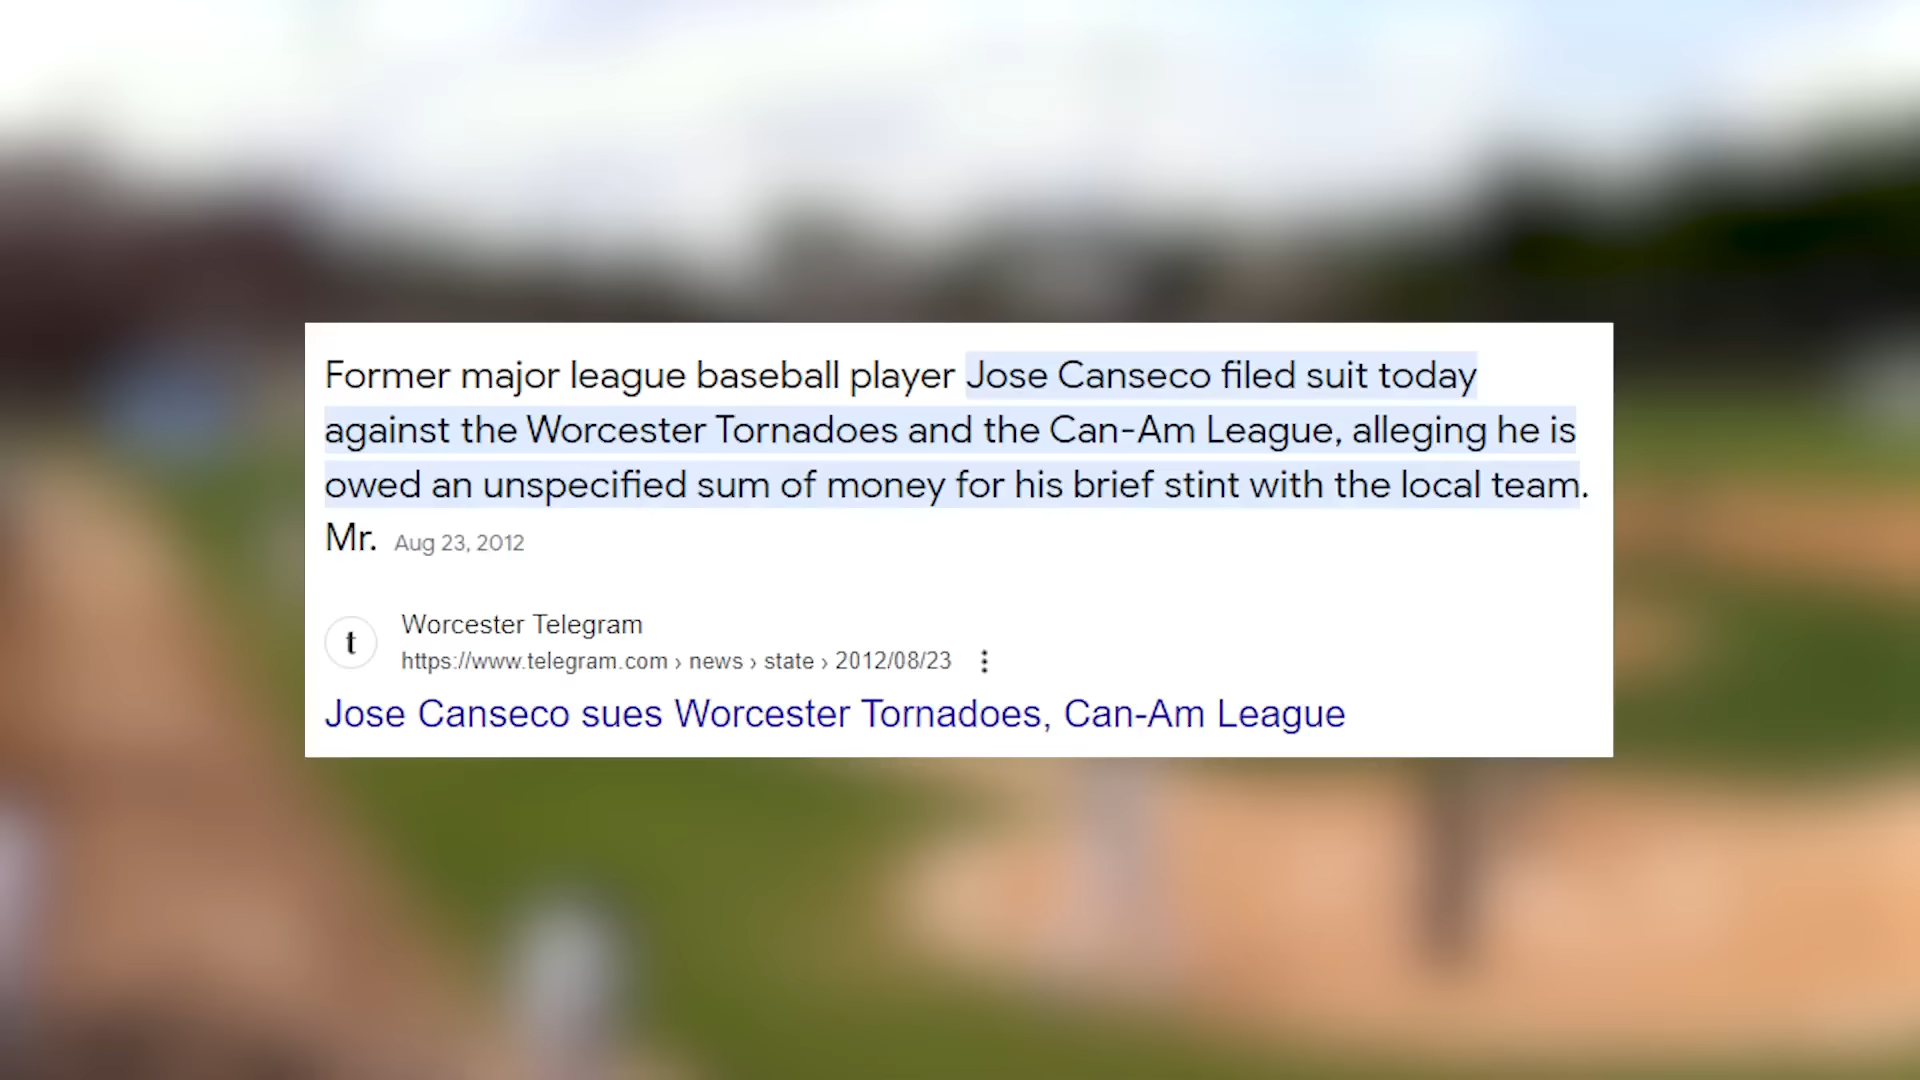 Former major league baseball player Jose Canseco filed suit today
against the Worcester Tornadoes and the Can-Am League, alleging he is
owed an unspecified sum of money for his brief stint with the local team.
Mr. Aug 23, 2012
t
Worcester Telegram
https://www.telegram.com › news › state › 2012/08/23
Jose Canseco sues Worcester Tornadoes, Can-Am League